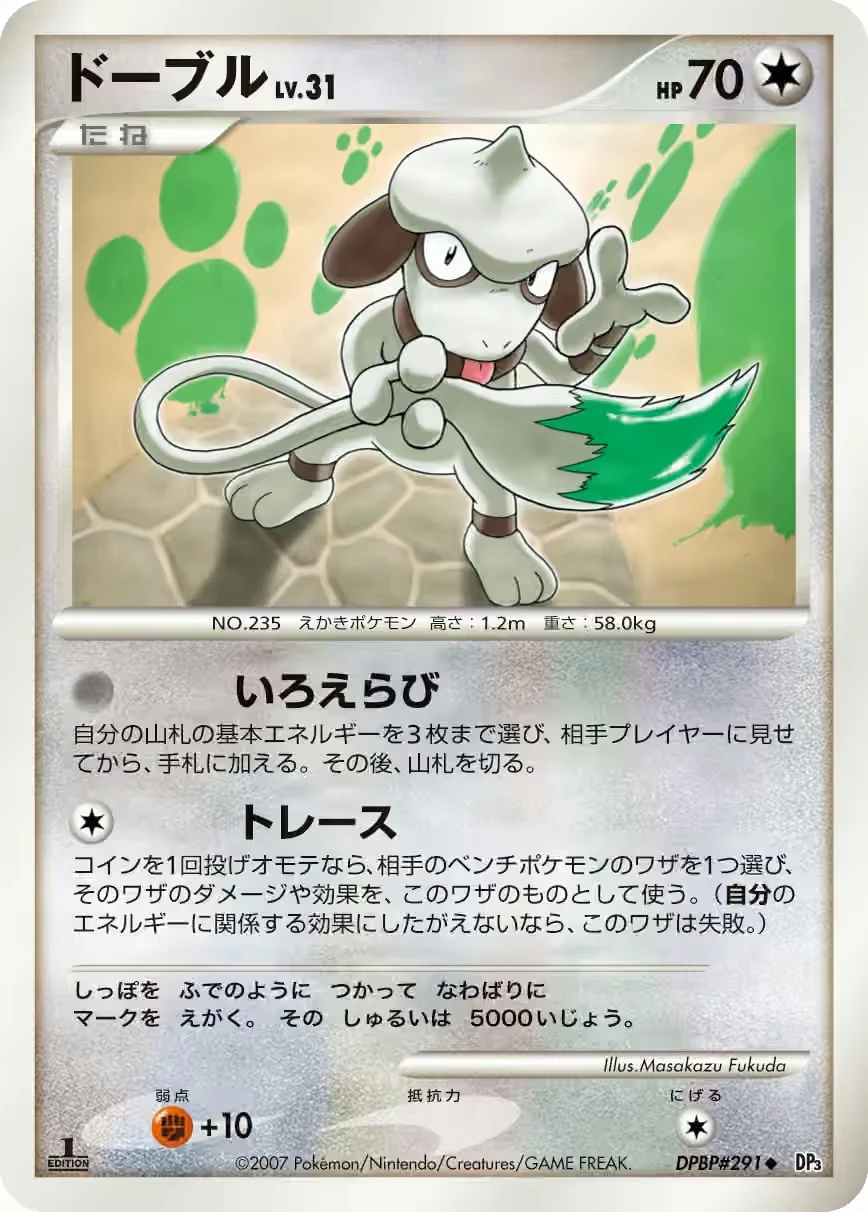 ドーブル LV.31 HP 70
たね
NO.235 えかきポケモン 高さ：1.2m 重さ：58.0kg
いろえらび
自分の山札の基本エネルギーを3枚まで選び、相手プレイヤーに見せ
てから、手札に加える。その後、山札を切る。
トレース
コインを1回投げオモテなら、相手のベンチポケモンのワザを1つ選び、
そのワザのダメージや効果を、このワザのものとして使う。（自分の
エネルギーに関係する効果にしたがえないなら、このワザは失敗。）
しっぽを ふでのように つかって なわばりに
マークを えがく。 その しゅるいは 5000いじょう。
Illus.Masakazu Fukuda
弱点 抵抗力 にげる
+10
1 EDITION ©2007 Pokémon/Nintendo/Creatures/GAME FREAK. DPBP#291◆ DP3